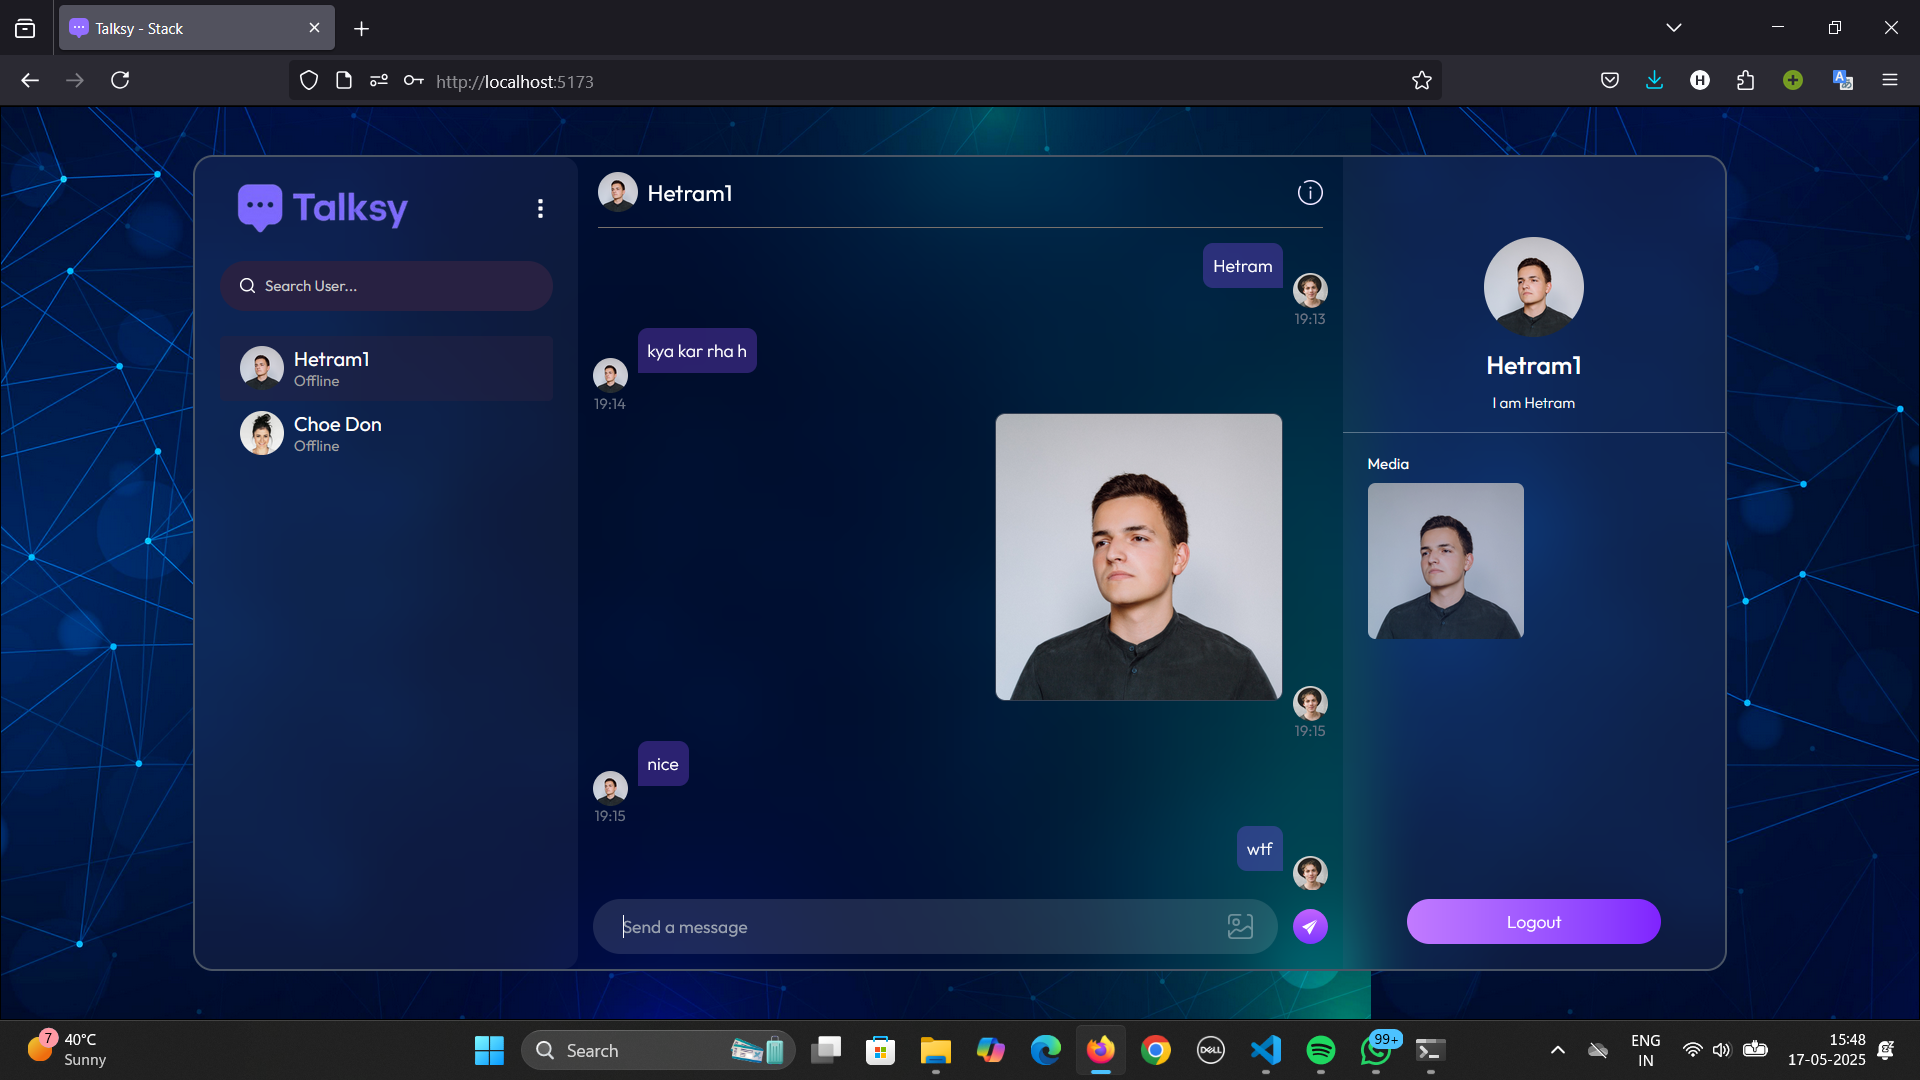 Talksy - Stack
http://localhost:5173
Talksy
Search User...
Hetram1
Offline
Choe Don
Offline
Hetram1
Hetram
19:13
kya kar rha h
19:14
19:15
nice
19:15
wtf
Send a message
Hetram1
I am Hetram
Media
Logout
7
40°C
Sunny
Search
DELL
99+
ENG
IN
15:48
17-05-2025